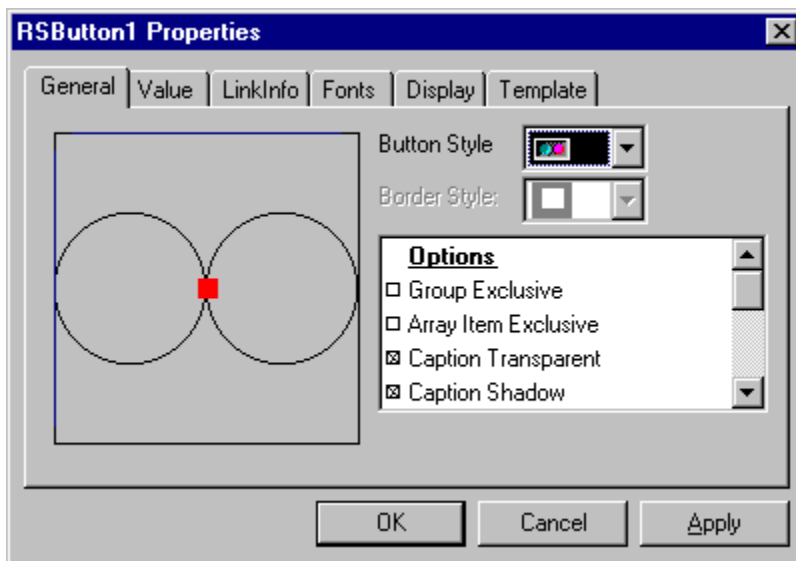 RSButton1 Properties
General Value LinkInfo Fonts Display Template
Button Style
Border Style:
Options
Group Exclusive
Array Item Exclusive
Caption Transparent
Caption Shadow
OK Cancel Apply